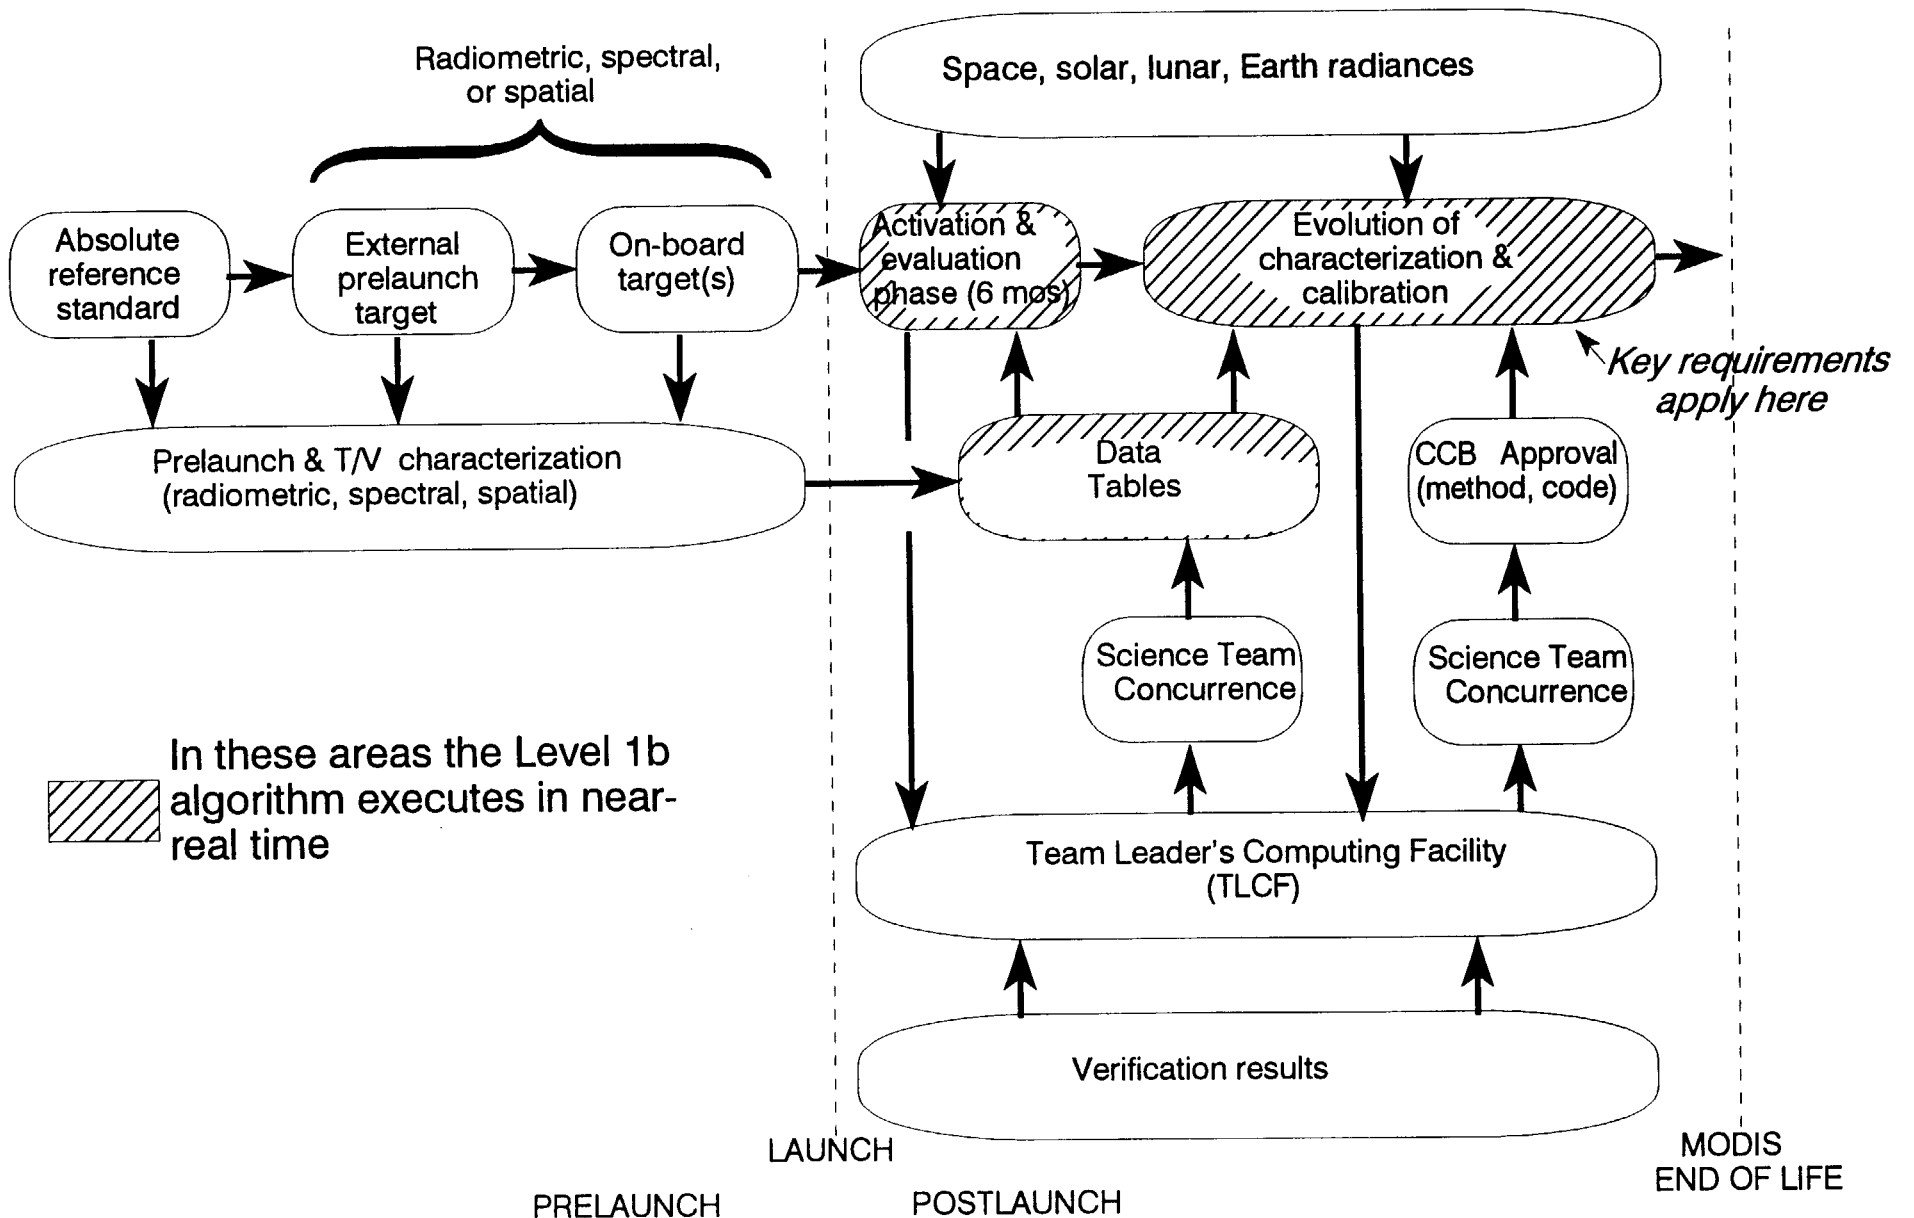 Radiometric, spectral,
or spatial
Space, solar, lunar, Earth radiances
Absolute
reference
standard
External
prelaunch
target
On-board
target(s)
Activation &
evaluation
phase (6 mos)
Evolution of
characterization &
calibration
Key requirements
apply here
Prelaunch & T/V characterization
(radiometric, spectral, spatial)
Data
Tables
CCB Approval
(method, code)
Science Team
Concurrence
Science Team
Concurrence
In these areas the Level 1b
algorithm executes in near-
real time
Team Leader's Computing Facility
(TLCF)
Verification results
LAUNCH
MODIS
END OF LIFE
PRELAUNCH
POSTLAUNCH